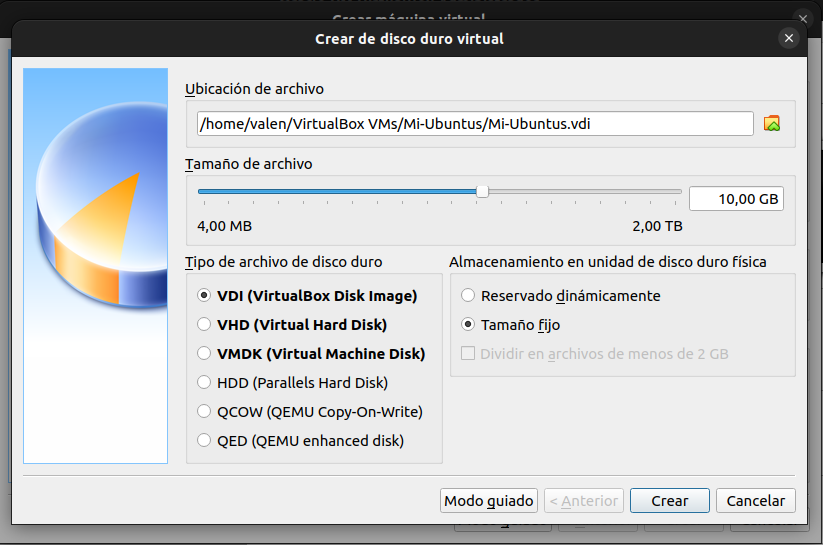 Crear máquina virtual
Crear de disco duro virtual
Ubicación de archivo
/home/valen/VirtualBox VMs/Mi-Ubuntus/Mi-Ubuntus.vdi
Tamaño de archivo
10,00 GB
4,00 MB 2,00 TB
Tipo de archivo de disco duro
VDI (VirtualBox Disk Image)
VHD (Virtual Hard Disk)
VMDK (Virtual Machine Disk)
HDD (Parallels Hard Disk)
QCOW (QEMU Copy-On-Write)
QED (QEMU enhanced disk)
Almacenamiento en unidad de disco duro física
Reservado dinámicamente
Tamaño fijo
Dividir en archivos de menos de 2 GB
Modo guiado < Anterior Crear Cancelar